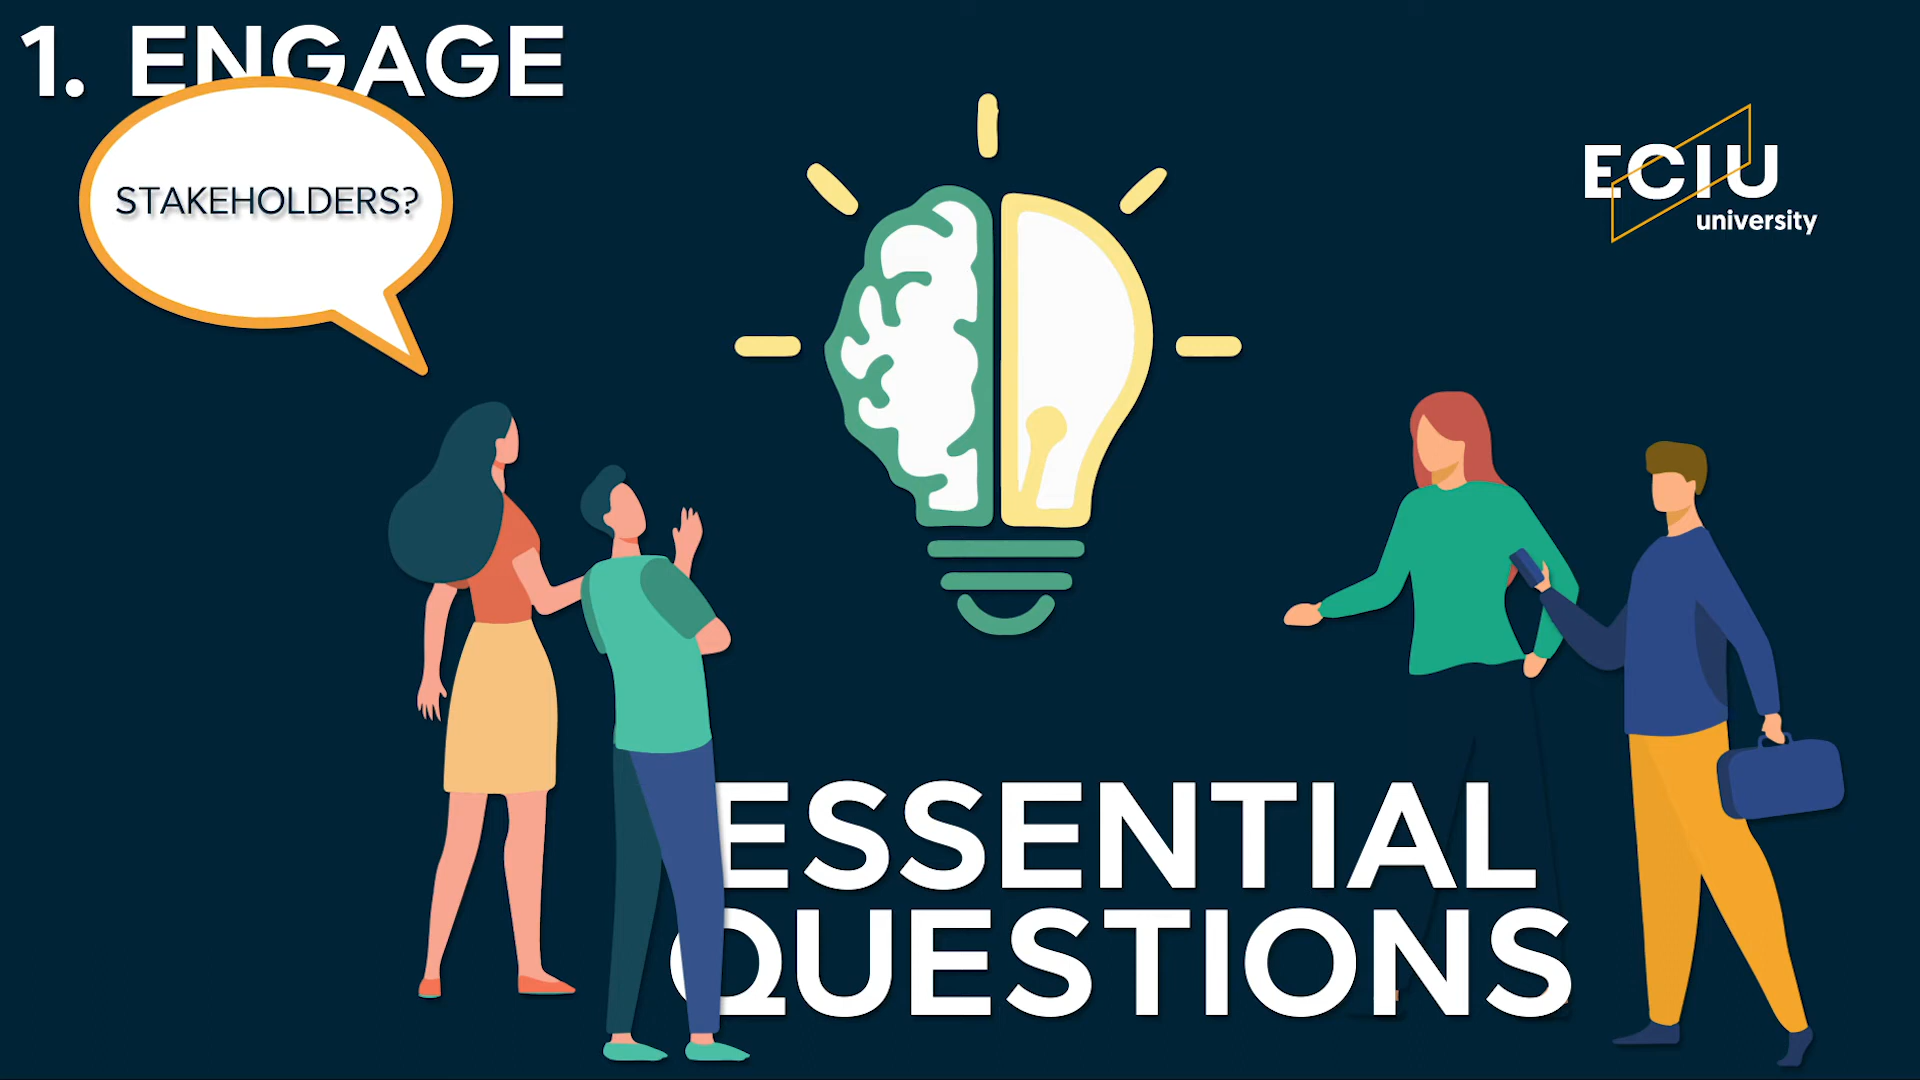 1. ENGAGE
STAKEHOLDERS?
ECIU
university
ESSENTIAL
QUESTIONS